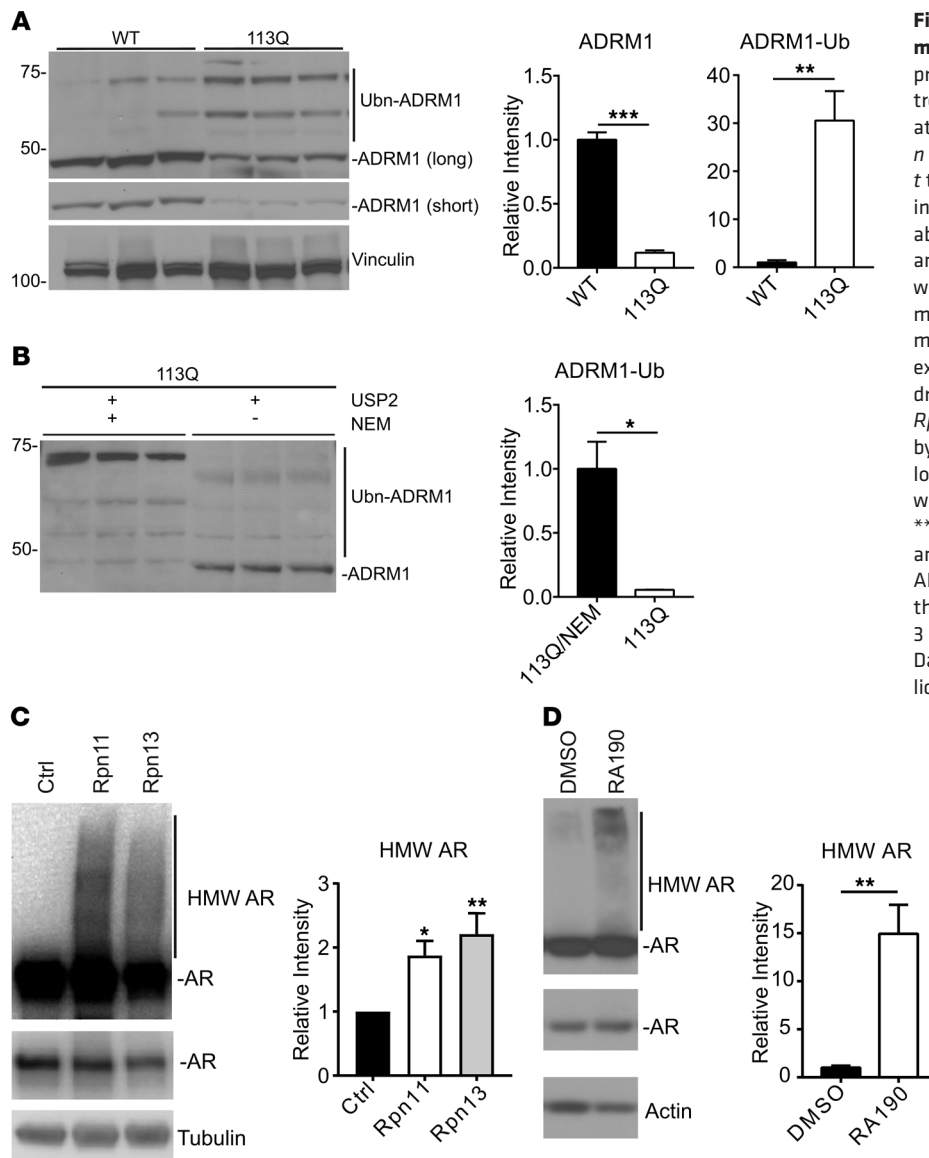 A
WT 113Q
75-
Ubn-ADRM1
50-
-ADRM1 (long)
-ADRM1 (short)
Vinculin
100-
ADRM1
Relative Intensity
1.0
0.5
0.0
***
WT
113Q
ADRM1-Ub
40
30
20
10
0
**
WT
113Q
B
113Q
+ + USP2
+ - NEM
75-
Ubn-ADRM1
50-
-ADRM1
ADRM1-Ub
Relative Intensity
1.5
1.0
0.5
0.0
*
113Q/NEM
113Q
C
Ctrl
Rpn11
Rpn13
HMW AR
-AR
-AR
Tubulin
HMW AR
Relative Intensity
3
2
1
0
*
**
Ctrl
Rpn11
Rpn13
D
DMSO
RA190
HMW AR
-AR
-AR
Actin
HMW AR
Relative Intensity
20
15
10
5
0
**
DMSO
RA190